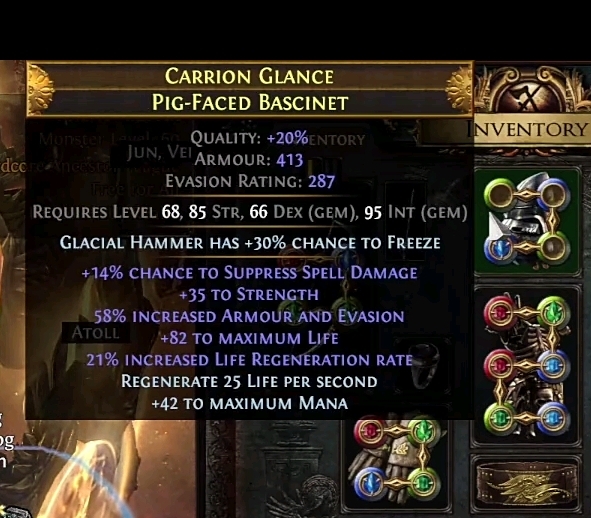 CARRION GLANCE
PIG-FACED BASCINET
INVENTORY
QUALITY: +20%
ENTORY
JUN, VEI
ARMOUR: 413
EVASION RATING: 287
REQUIRES LEVEL 68, 85 STR, 66 DEX (GEM), 95 INT (GEM)
GLACIAL HAMMER HAS +30% CHANCE TO FREEZE
+14% CHANCE TO SUPPRESS SPELL DAMAGE
+35 TO STRENGTH
58% INCREASED ARMOUR AND EVASION
ATOLL
+82 TO MAXIMUM LIFE
21% INCREASED LIFE REGENERATION RATE
REGENERATE 25 LIFE PER SECOND
+42 TO MAXIMUM MANA